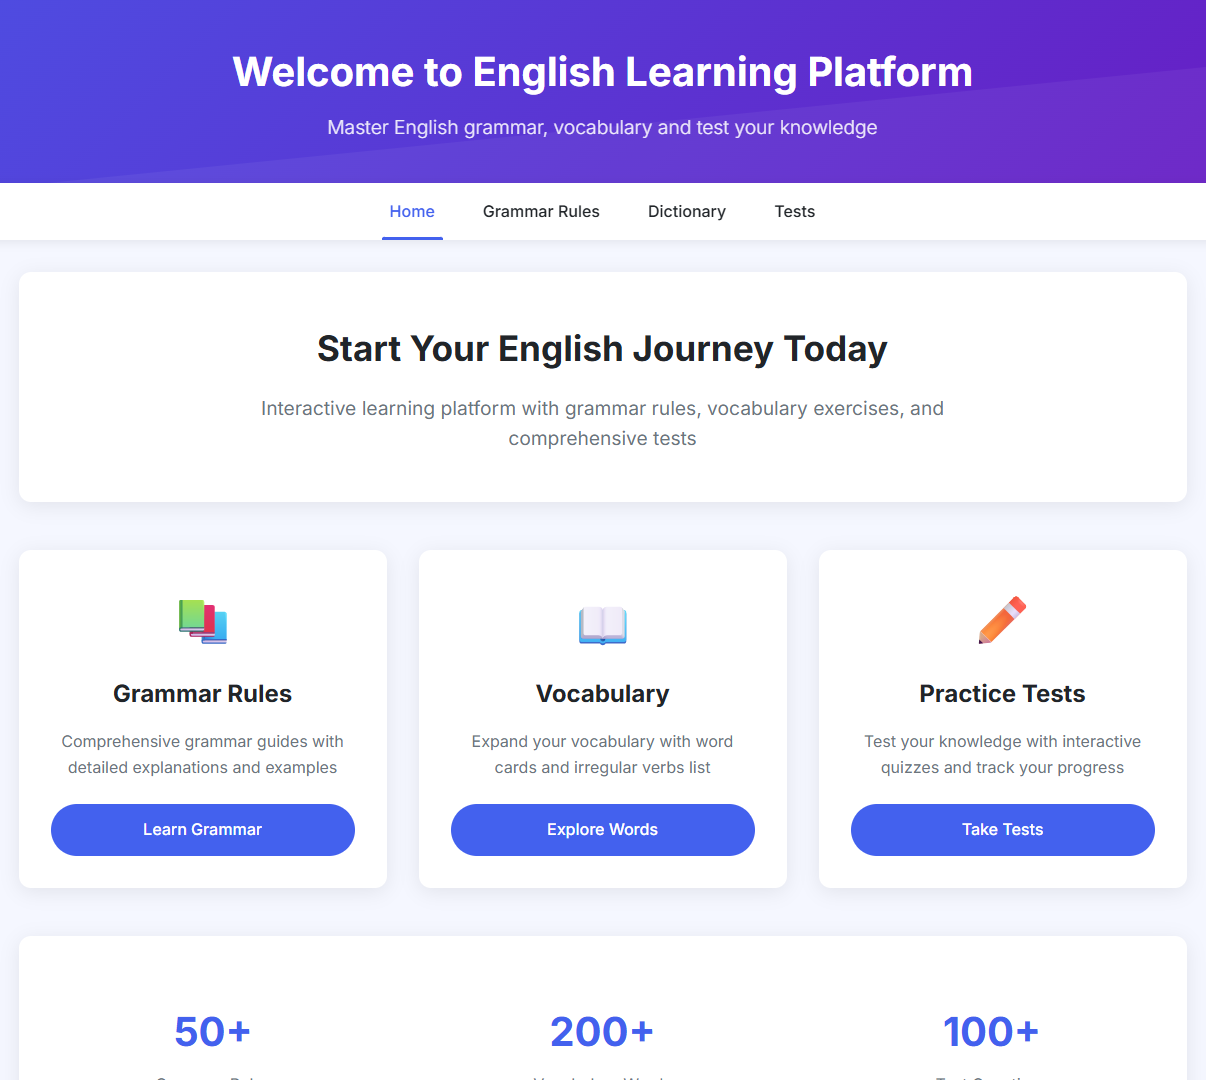 Welcome to English Learning Platform
Master English grammar, vocabulary and test your knowledge
Home Grammar Rules Dictionary Tests
Start Your English Journey Today
Interactive learning platform with grammar rules, vocabulary exercises, and
comprehensive tests
Grammar Rules
Comprehensive grammar guides with
detailed explanations and examples
Learn Grammar
Vocabulary
Expand your vocabulary with word
cards and irregular verbs list
Explore Words
Practice Tests
Test your knowledge with interactive
quizzes and track your progress
Take Tests
50+ 200+ 100+